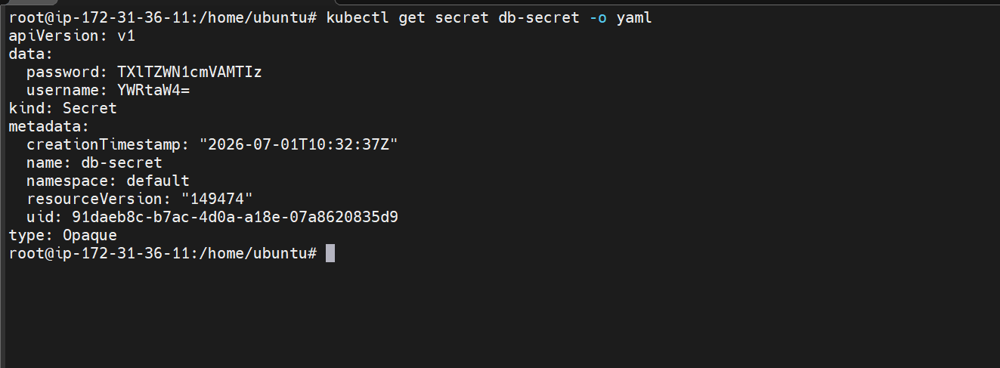 root@ip-172-31-36-11:/home/ubuntu# kubectl get secret db-secret -o yaml
apiVersion: v1
data:
  password: TXlTZWN1cmVAMTIz
  username: YWRtaW4=
kind: Secret
metadata:
  creationTimestamp: "2026-07-01T10:32:37Z"
  name: db-secret
  namespace: default
  resourceVersion: "149474"
  uid: 91daeb8c-b7ac-4d0a-a18e-07a8620835d9
type: Opaque
root@ip-172-31-36-11:/home/ubuntu#